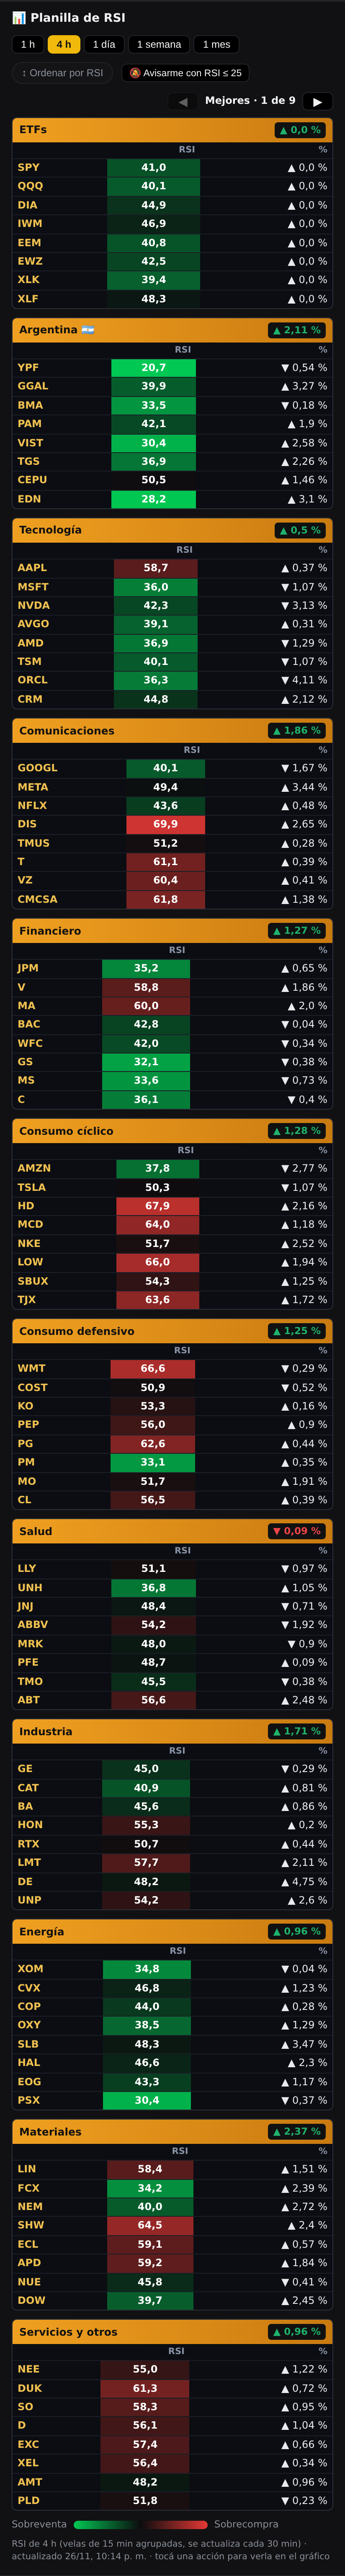 📊 Planilla de RSI
1 h 4 h 1 día 1 semana 1 mes
↕ Ordenar por RSI 🔕 Avisarme con RSI ≤ 25
◀ Mejores · 1 de 9 ▶
ETFs ▲ 0,0 %
RSI %
SPY 41,0 ▲ 0,0 %
QQQ 40,1 ▲ 0,0 %
DIA 44,9 ▲ 0,0 %
IWM 46,9 ▲ 0,0 %
EEM 40,8 ▲ 0,0 %
EWZ 42,5 ▲ 0,0 %
XLK 39,4 ▲ 0,0 %
XLF 48,3 ▲ 0,0 %
Argentina 🇦🇷 ▲ 2,11 %
RSI %
YPF 20,7 ▼ 0,54 %
GGAL 39,9 ▲ 3,27 %
BMA 33,5 ▼ 0,18 %
PAM 42,1 ▲ 1,9 %
VIST 30,4 ▲ 2,58 %
TGS 36,9 ▲ 2,26 %
CEPU 50,5 ▲ 1,46 %
EDN 28,2 ▲ 3,1 %
Tecnología ▲ 0,5 %
RSI %
AAPL 58,7 ▲ 0,37 %
MSFT 36,0 ▼ 1,07 %
NVDA 42,3 ▼ 3,13 %
AVGO 39,1 ▲ 0,31 %
AMD 36,9 ▼ 1,29 %
TSM 40,1 ▼ 1,07 %
ORCL 36,3 ▼ 4,11 %
CRM 44,8 ▲ 2,12 %
Comunicaciones ▲ 1,86 %
RSI %
GOOGL 40,1 ▼ 1,67 %
META 49,4 ▲ 3,44 %
NFLX 43,6 ▲ 0,48 %
DIS 69,9 ▲ 2,65 %
TMUS 51,2 ▲ 0,28 %
T 61,1 ▲ 0,39 %
VZ 60,4 ▲ 0,41 %
CMCSA 61,8 ▲ 1,38 %
Financiero ▲ 1,27 %
RSI %
JPM 35,2 ▲ 0,65 %
V 58,8 ▲ 1,86 %
MA 60,0 ▲ 2,0 %
BAC 42,8 ▼ 0,04 %
WFC 42,0 ▼ 0,34 %
GS 32,1 ▼ 0,38 %
MS 33,6 ▼ 0,73 %
C 36,1 ▼ 0,4 %
Consumo cíclico ▲ 1,28 %
RSI %
AMZN 37,8 ▼ 2,77 %
TSLA 50,3 ▼ 1,07 %
HD 67,9 ▲ 2,16 %
MCD 64,0 ▲ 1,18 %
NKE 51,7 ▲ 2,52 %
LOW 66,0 ▲ 1,94 %
SBUX 54,3 ▲ 1,25 %
TJX 63,6 ▲ 1,72 %
Consumo defensivo ▲ 1,25 %
RSI %
WMT 66,6 ▼ 0,29 %
COST 50,9 ▼ 0,52 %
KO 53,3 ▲ 0,16 %
PEP 56,0 ▲ 0,9 %
PG 62,6 ▲ 0,44 %
PM 33,1 ▲ 0,35 %
MO 51,7 ▲ 1,91 %
CL 56,5 ▲ 0,39 %
Salud ▼ 0,09 %
RSI %
LLY 51,1 ▼ 0,97 %
UNH 36,8 ▲ 1,05 %
JNJ 48,4 ▼ 0,71 %
ABBV 54,2 ▼ 1,92 %
MRK 48,0 ▼ 0,9 %
PFE 48,7 ▲ 0,09 %
TMO 45,5 ▼ 0,38 %
ABT 56,6 ▲ 2,48 %
Industria ▲ 1,71 %
RSI %
GE 45,0 ▼ 0,29 %
CAT 40,9 ▲ 0,81 %
BA 45,6 ▲ 0,86 %
HON 55,3 ▲ 0,2 %
RTX 50,7 ▲ 0,44 %
LMT 57,7 ▲ 2,11 %
DE 48,2 ▲ 4,75 %
UNP 54,2 ▲ 2,6 %
Energía ▲ 0,96 %
RSI %
XOM 34,8 ▼ 0,04 %
CVX 46,8 ▲ 1,23 %
COP 44,0 ▲ 0,28 %
OXY 38,5 ▲ 1,29 %
SLB 48,3 ▲ 3,47 %
HAL 46,6 ▲ 2,3 %
EOG 43,3 ▲ 1,17 %
PSX 30,4 ▼ 0,37 %
Materiales ▲ 2,37 %
RSI %
LIN 58,4 ▲ 1,51 %
FCX 34,2 ▲ 2,39 %
NEM 40,0 ▲ 2,72 %
SHW 64,5 ▲ 2,4 %
ECL 59,1 ▲ 0,57 %
APD 59,2 ▲ 1,84 %
NUE 45,8 ▼ 0,41 %
DOW 39,7 ▲ 2,45 %
Servicios y otros ▲ 0,96 %
RSI %
NEE 55,0 ▲ 1,22 %
DUK 61,3 ▲ 0,72 %
SO 58,3 ▲ 0,95 %
D 56,1 ▲ 1,04 %
EXC 57,4 ▲ 0,66 %
XEL 56,4 ▲ 0,34 %
AMT 48,2 ▲ 0,96 %
PLD 51,8 ▼ 0,23 %
Sobreventa Sobrecompra
RSI de 4 h (velas de 15 min agrupadas, se actualiza cada 30 min) ·
actualizado 26/11, 10:14 p. m. · tocá una acción para verla en el gráfico